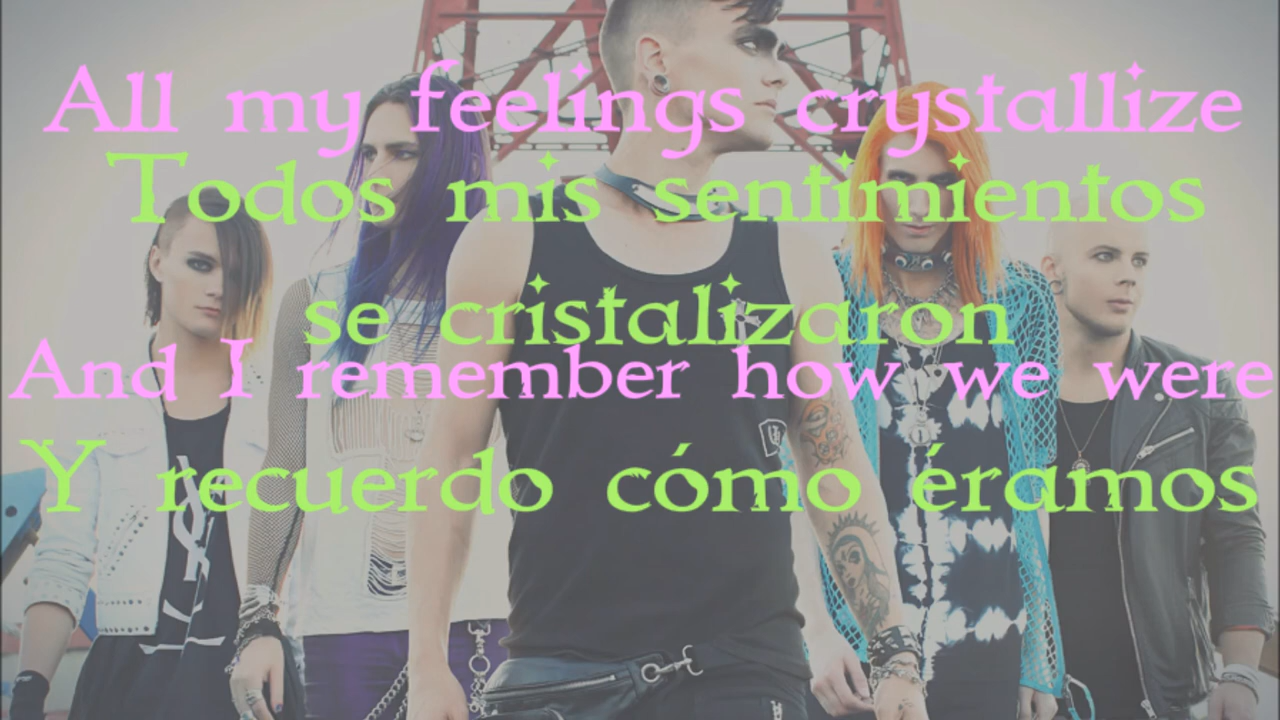 All my feelings crystallize
Todos mis sentimientos
se cristalizaron
And I remember how we were
Y recuerdo cómo éramos